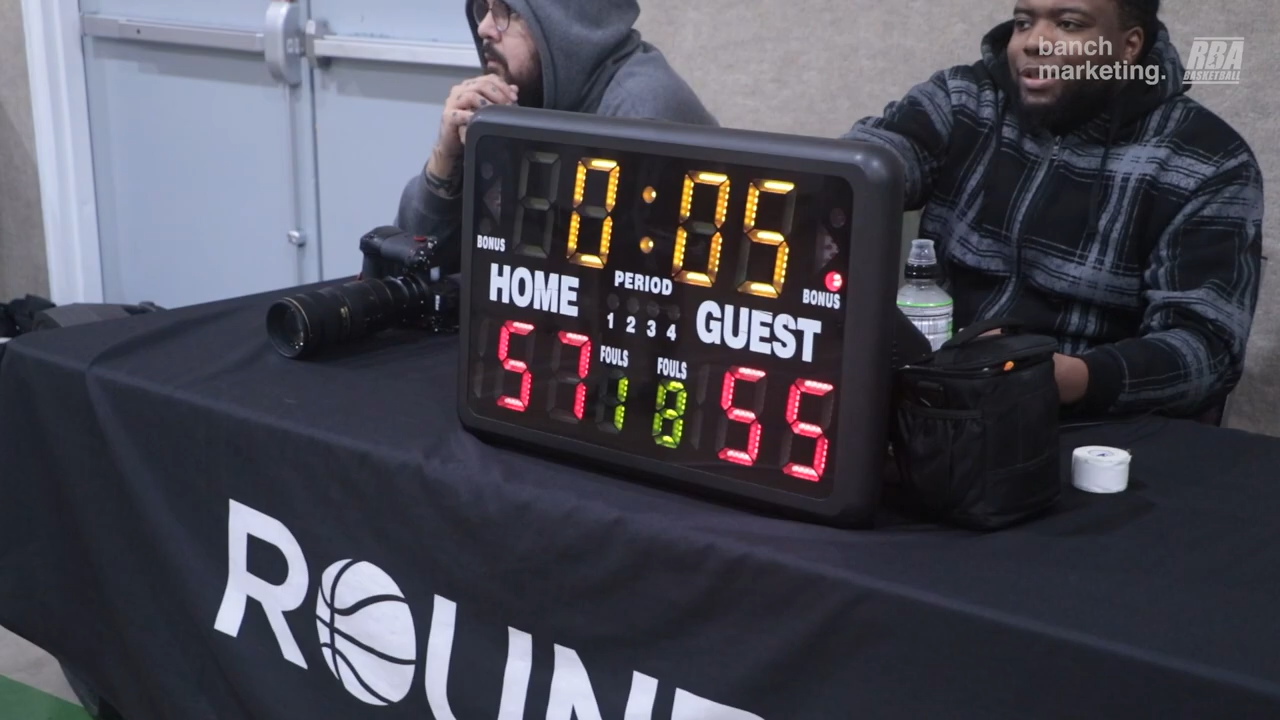 banch
marketing.
RBA
BASKETBALL
0:05
BONUS
PERIOD
BONUS
HOME
1 2 3 4
GUEST
57
FOULS
FOULS
55
1
8
ROUN